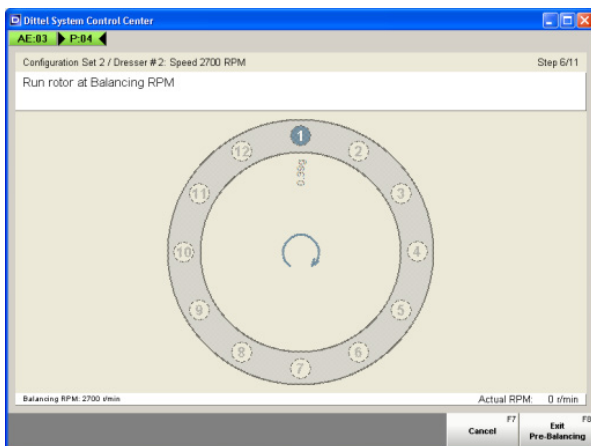 Dittel System Control Center
AE:03 P:04
Configuration Set 2 / Dresser #2: Speed 2700 RPM Step 6/11
Run rotor at Balancing RPM
1
12 2
0.39g
11 3
10 4
9 5
8 6
7
Balancing RPM: 2700 r/min Actual RPM: 0 r/min
F7 F8
Cancel Exit
Pre-Balancing